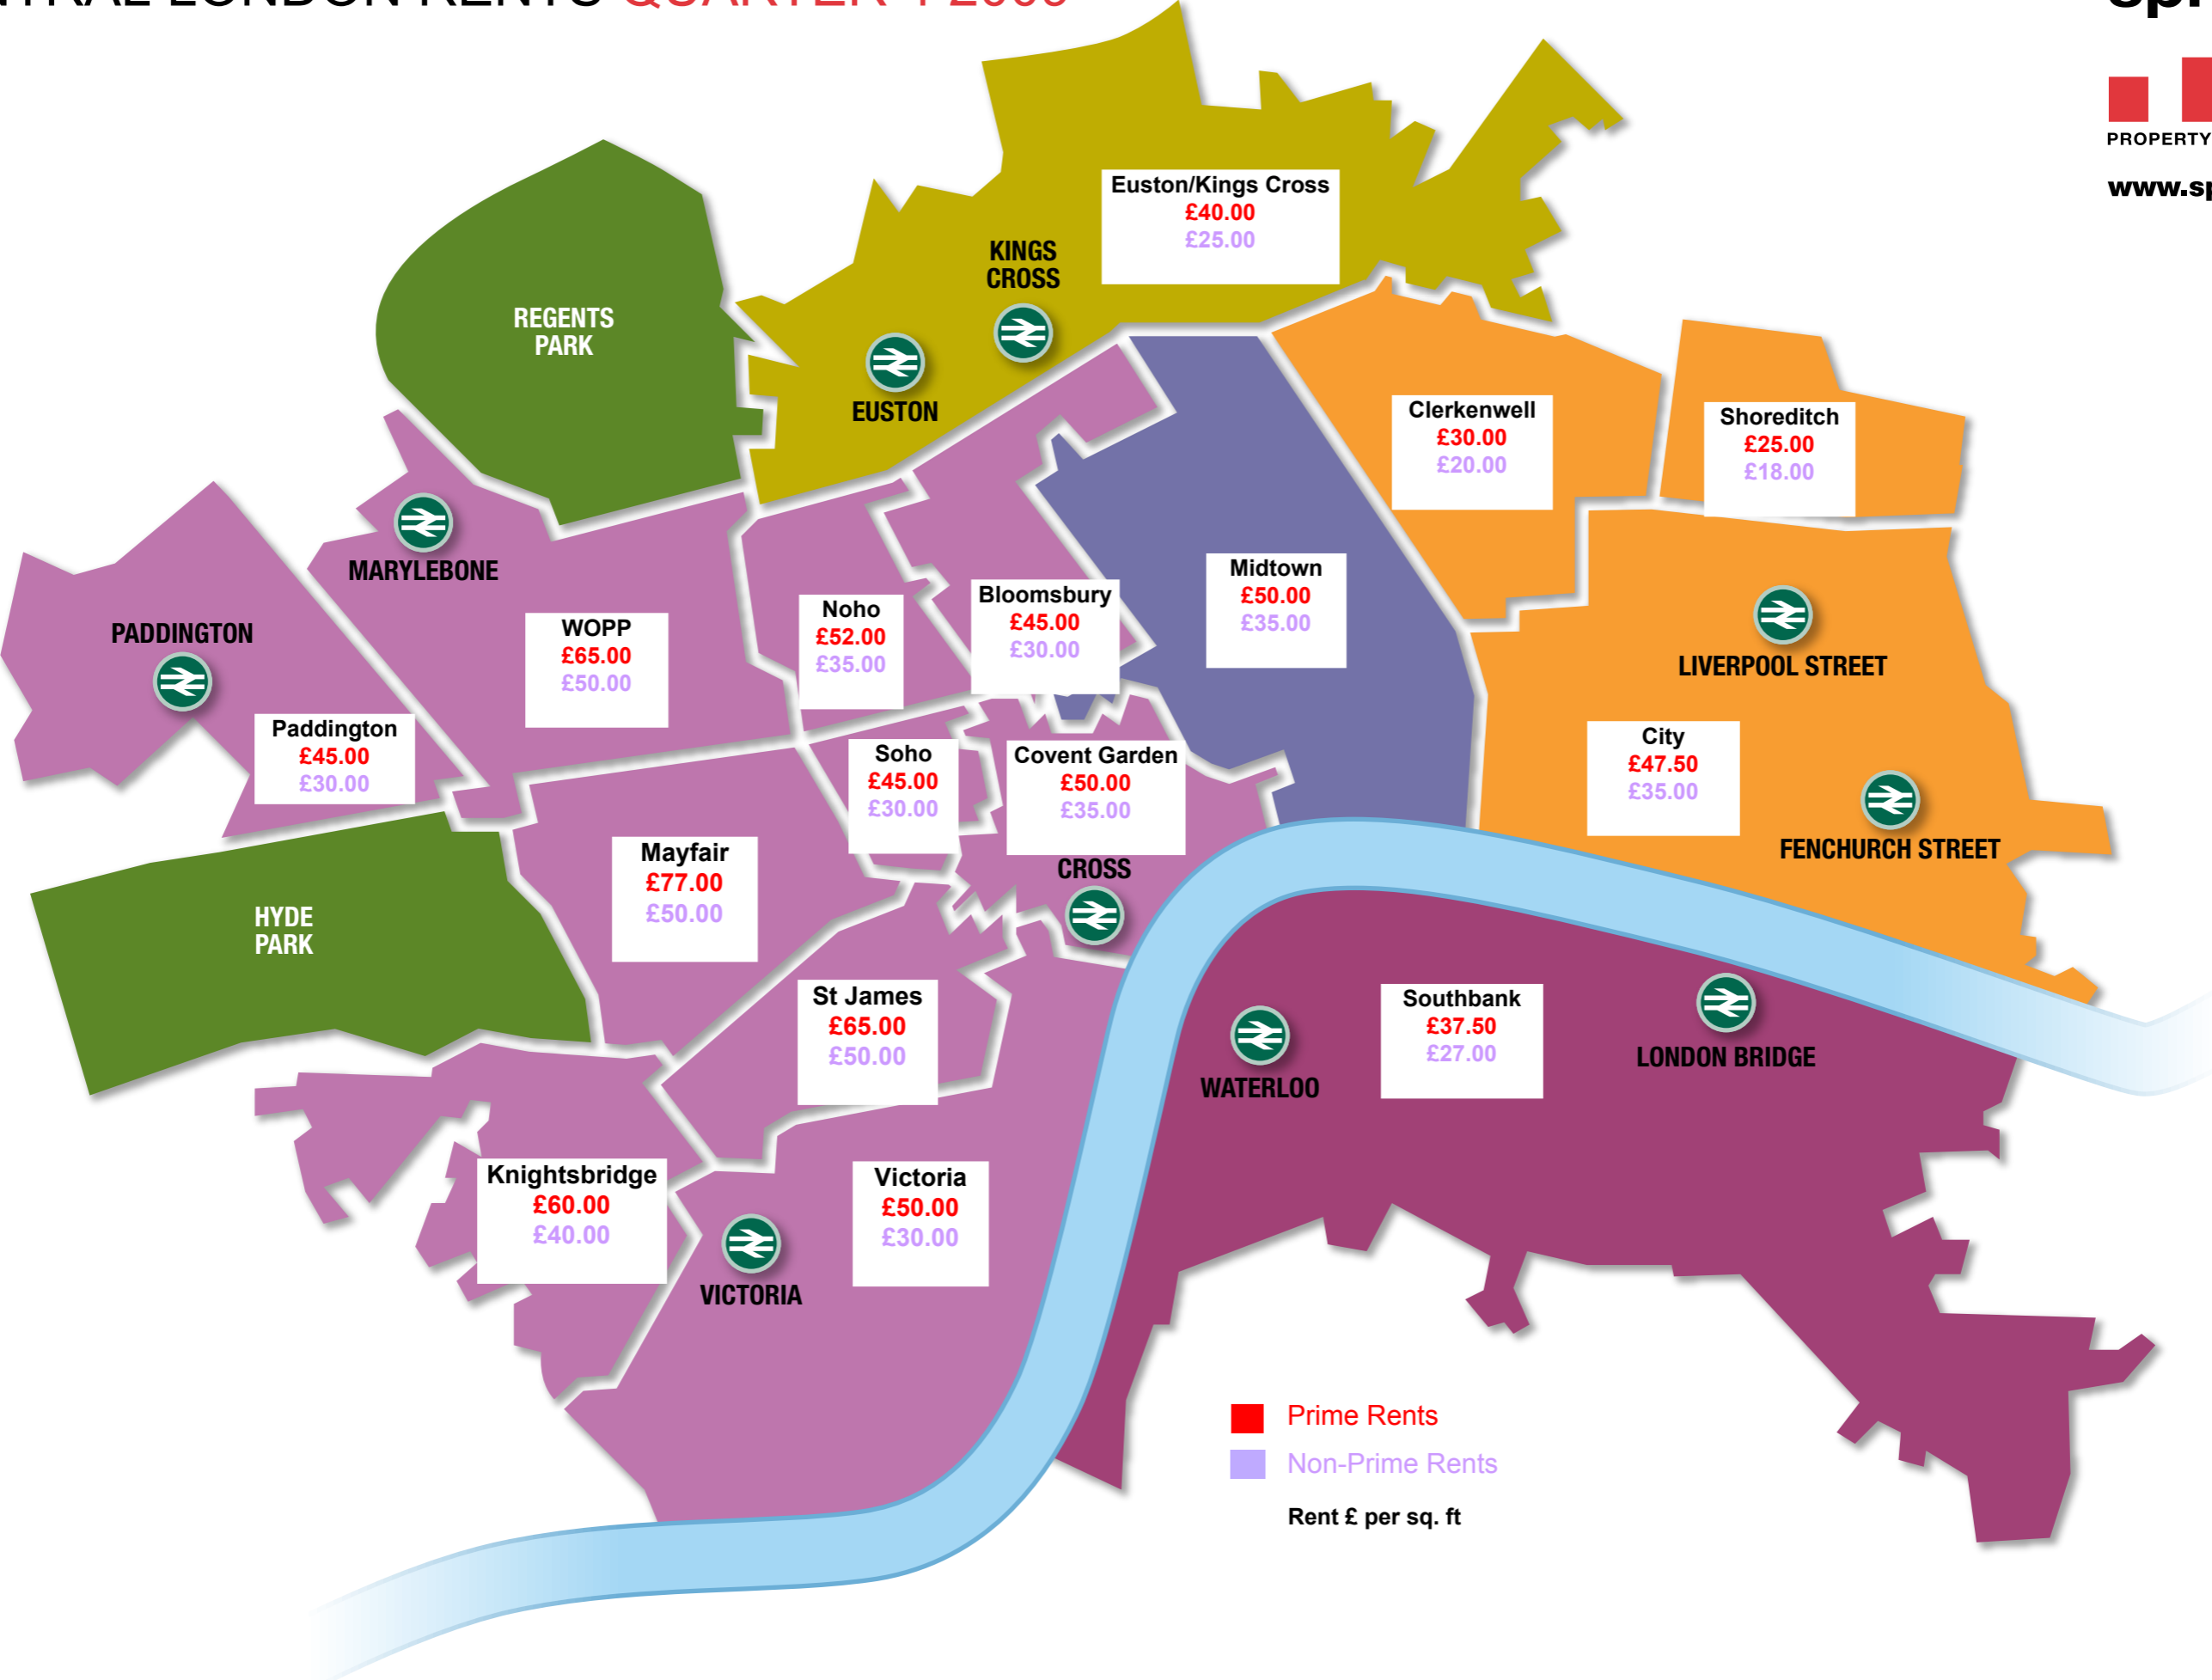 LONDON RENTS QUARTER
PROPERTY
Euston/Kings Cross
£40.00
£25.00
KINGS
CROSS
EUSTON
REGENTS
PARK
Clerkenwell
£30.00
£20.00
Shoreditch
£25.00
£18.00
MARYLEBONE
PADDINGTON
Paddington
£45.00
£30.00
WOPP
£65.00
£50.00
Noho
£52.00
£35.00
Bloomsbury
£45.00
£30.00
Midtown
£50.00
£35.00
LIVERPOOL STREET
City
£47.50
£35.00
FENCHURCH STREET
Soho
£45.00
£30.00
Covent Garden
£50.00
£35.00
CROSS
Mayfair
£77.00
£50.00
HYDE
PARK
St James
£65.00
£50.00
Southbank
£37.50
£27.00
WATERLOO
LONDON BRIDGE
Knightsbridge
£60.00
£40.00
Victoria
£50.00
£30.00
VICTORIA
Prime Rents
Non-Prime Rents
Rent £ per sq. ft